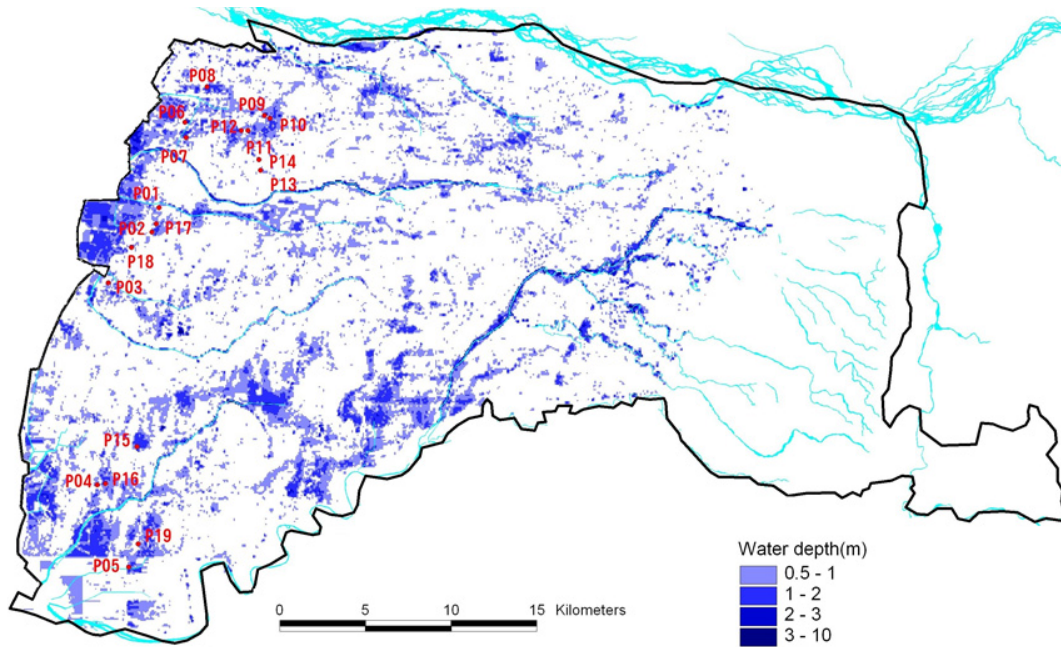 P08
P09
P06
P12
P10
P11
P07
P14
P13
P01
P02
P17
P18
P03
P15
P04
P16
P19
P05
Water depth(m)
0.5 - 1
1 - 2
2 - 3
3 - 10
0 5 10 15 Kilometers